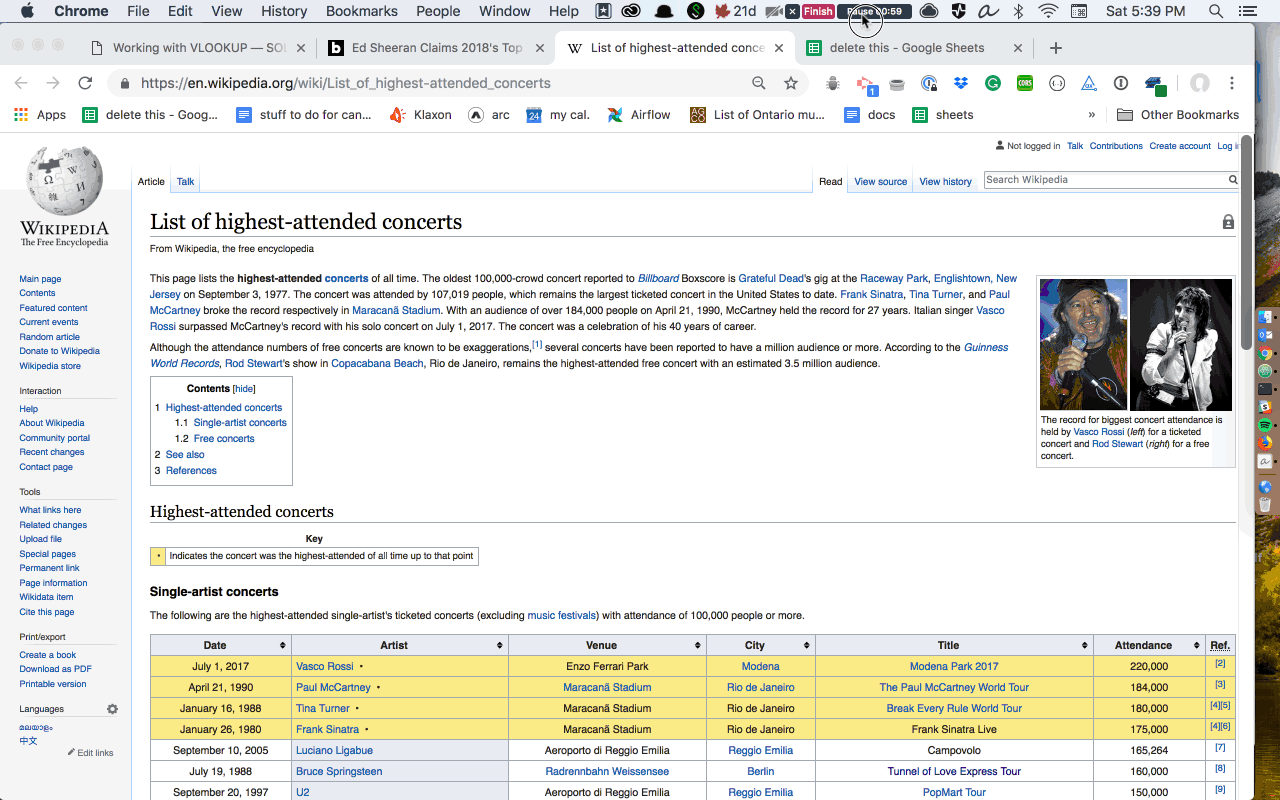 Chrome File Edit View History Bookmarks People Window Help 21d Finish Pause 00:59 Sat 5:39 PM
Working with VLOOKUP — SOL
Ed Sheeran Claims 2018's Top
List of highest-attended conce
delete this - Google Sheets
https://en.wikipedia.org/wiki/List_of_highest-attended_concerts
Apps delete this - Goog... stuff to do for can... Klaxon arc my cal. Airflow List of Ontario mu... docs sheets » Other Bookmarks
Not logged in Talk Contributions Create account Log i
Article Talk Read View source View history Search Wikipedia
WIKIPEDIA
The Free Encyclopedia
Main page
Contents
Featured content
Current events
Random article
Donate to Wikipedia
Wikipedia store
Interaction
Help
About Wikipedia
Community portal
Recent changes
Contact page
Tools
What links here
Related changes
Upload file
Special pages
Permanent link
Page information
Wikidata item
Cite this page
Print/export
Create a book
Download as PDF
Printable version
Languages
മലയാളം
中文
Edit links
List of highest-attended concerts
From Wikipedia, the free encyclopedia
This page lists the highest-attended concerts of all time. The oldest 100,000-crowd concert reported to Billboard Boxscore is Grateful Dead's gig at the Raceway Park, Englishtown, New
Jersey on September 3, 1977. The concert was attended by 107,019 people, which remains the largest ticketed concert in the United States to date. Frank Sinatra, Tina Turner, and Paul
McCartney broke the record respectively in Maracanã Stadium. With an audience of over 184,000 people on April 21, 1990, McCartney held the record for 27 years. Italian singer Vasco
Rossi surpassed McCartney's record with his solo concert on July 1, 2017. The concert was a celebration of his 40 years of career.
Although the attendance numbers of free concerts are known to be exaggerations,[1] several concerts have been reported to have a million audience or more. According to the Guinness
World Records, Rod Stewart's show in Copacabana Beach, Rio de Janeiro, remains the highest-attended free concert with an estimated 3.5 million audience.
The record for biggest concert attendance is
held by Vasco Rossi (left) for a ticketed
concert and Rod Stewart (right) for a free
concert.
Contents [hide]
1 Highest-attended concerts
1.1 Single-artist concerts
1.2 Free concerts
2 See also
3 References
Highest-attended concerts
Key
• Indicates the concert was the highest-attended of all time up to that point
Single-artist concerts
The following are the highest-attended single-artist's ticketed concerts (excluding music festivals) with attendance of 100,000 people or more.
Date Artist Venue City Title Attendance Ref.
July 1, 2017 Vasco Rossi • Enzo Ferrari Park Modena Modena Park 2017 220,000 [2]
April 21, 1990 Paul McCartney • Maracanã Stadium Rio de Janeiro The Paul McCartney World Tour 184,000 [3]
January 16, 1988 Tina Turner • Maracanã Stadium Rio de Janeiro Break Every Rule World Tour 180,000 [4][5]
January 26, 1980 Frank Sinatra • Maracanã Stadium Rio de Janeiro Frank Sinatra Live 175,000 [4][6]
September 10, 2005 Luciano Ligabue Aeroporto di Reggio Emilia Reggio Emilia Campovolo 165,264 [7]
July 19, 1988 Bruce Springsteen Radrennbahn Weissensee Berlin Tunnel of Love Express Tour 160,000 [8]
September 20, 1997 U2 Aeroporto di Reggio Emilia Reggio Emilia PopMart Tour 150,000 [9]